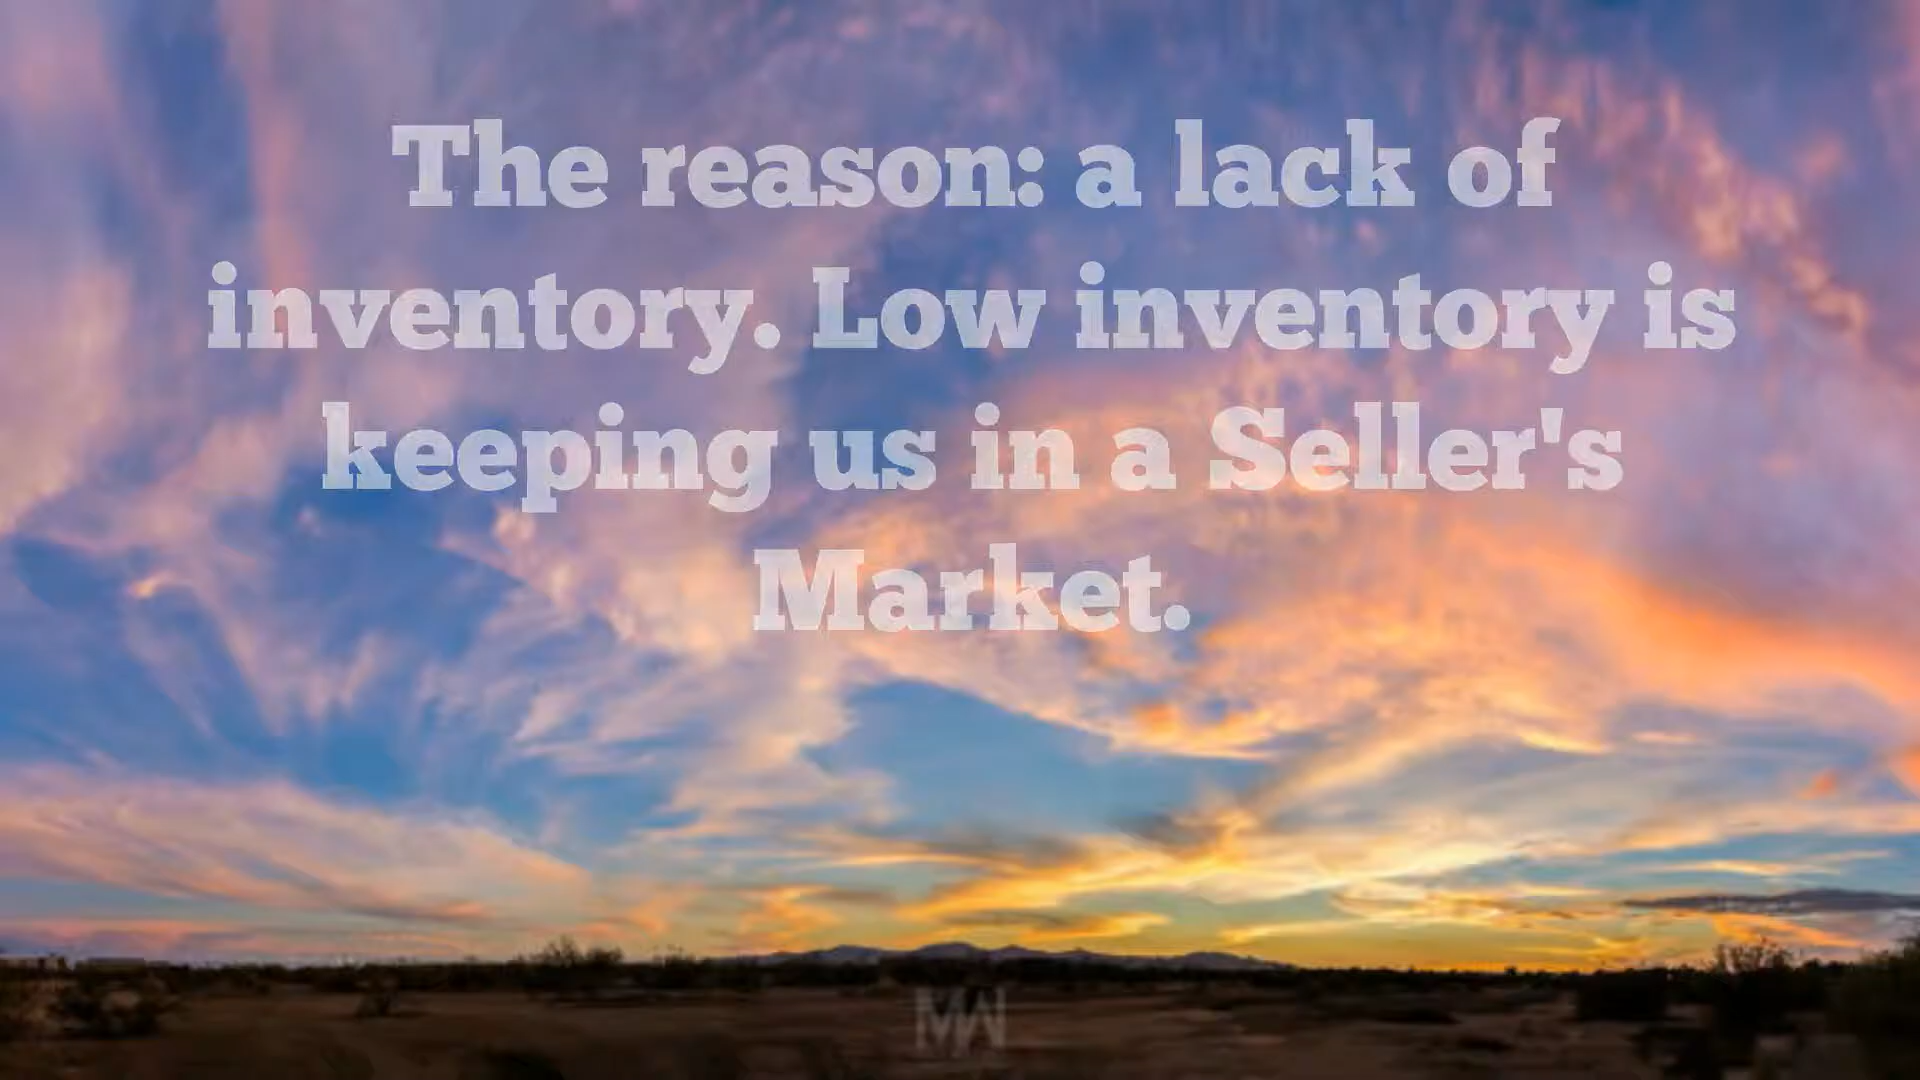 The reason: a lack of
inventory. Low inventory is
keeping us in a Seller's
Market.
MW